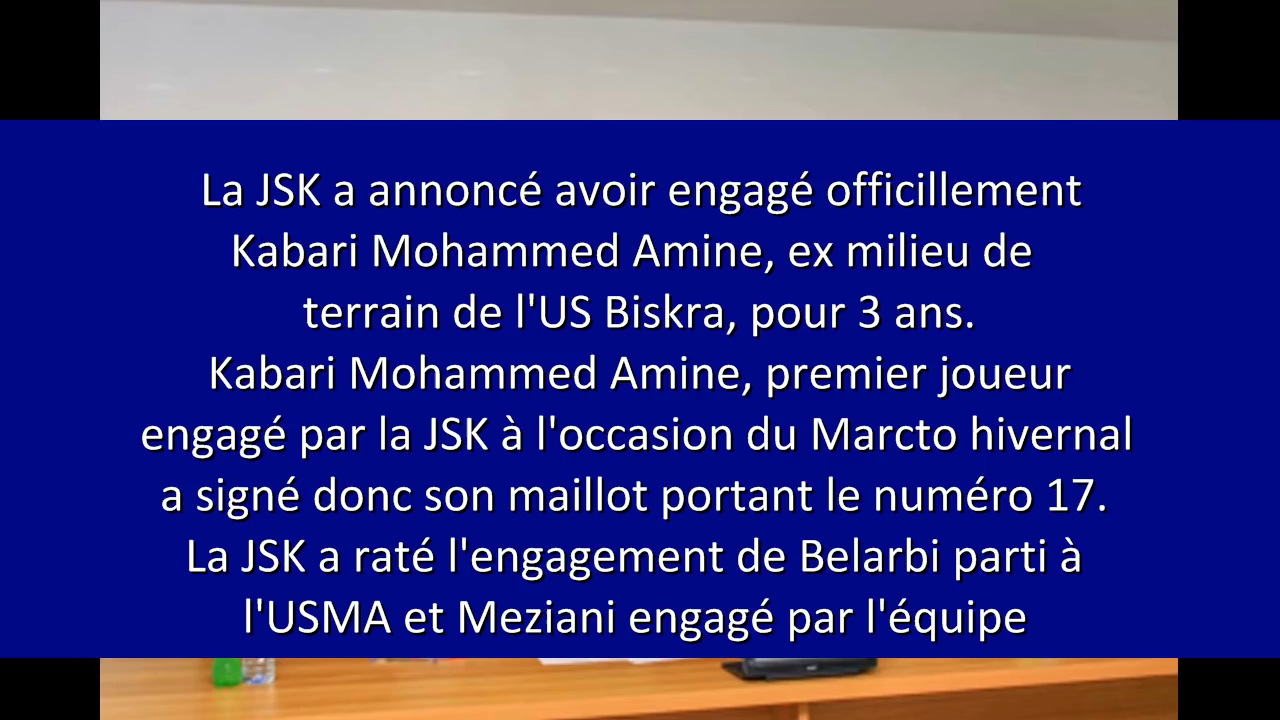 La JSK a annoncé avoir engagé officillement
Kabari Mohammed Amine, ex milieu de
terrain de l'US Biskra, pour 3 ans.
Kabari Mohammed Amine, premier joueur
engagé par la JSK à l'occasion du Marcto hivernal
a signé donc son maillot portant le numéro 17.
La JSK a raté l'engagement de Belarbi parti à
l'USMA et Meziani engagé par l'équipe